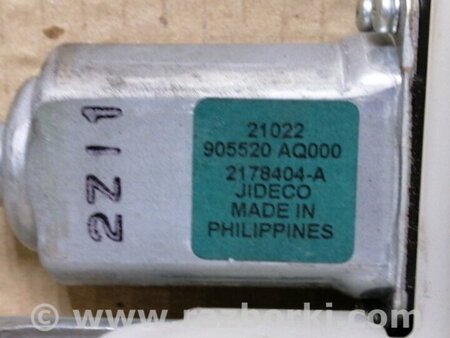 21022
905520 AQ000
2178404-A
JIDECO
MADE IN
PHILIPPINES
2Z11
© www.razborki.com